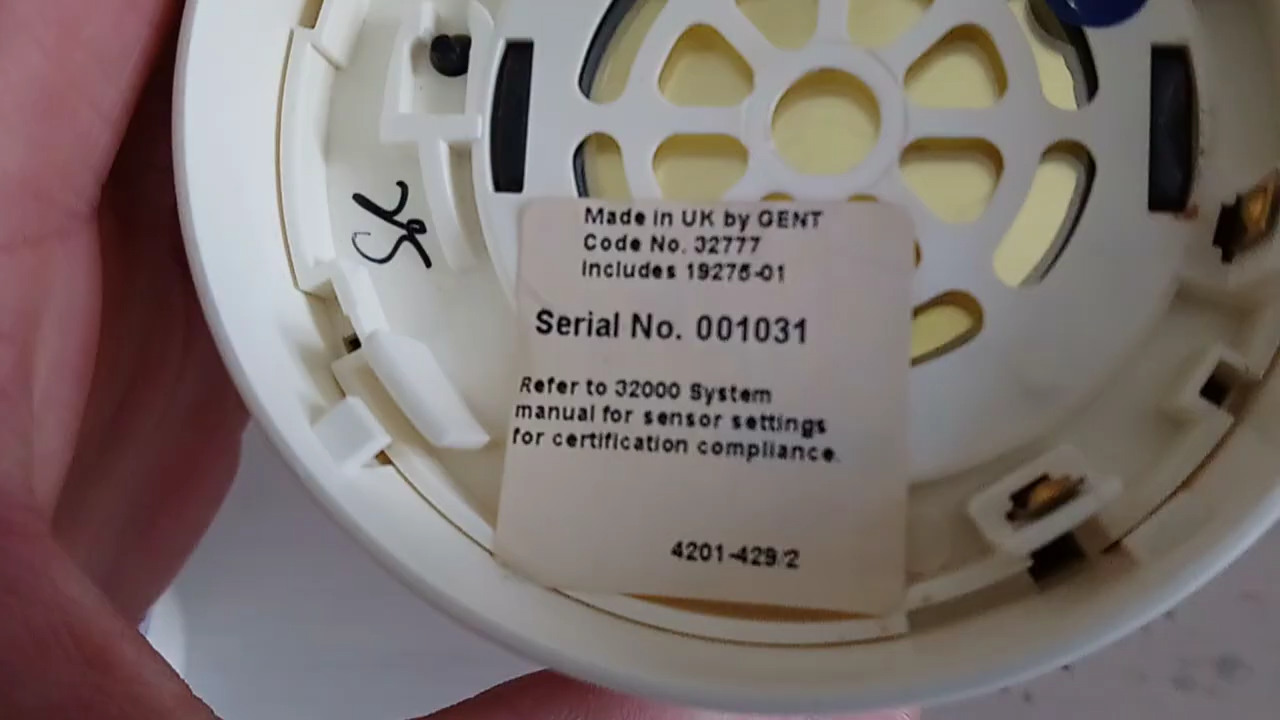 Made in UK by GENT
Code No. 32777
Includes 19275-01
Serial No. 001031
Refer to 32000 System
manual for sensor settings
for certification compliance.
4201-429/2